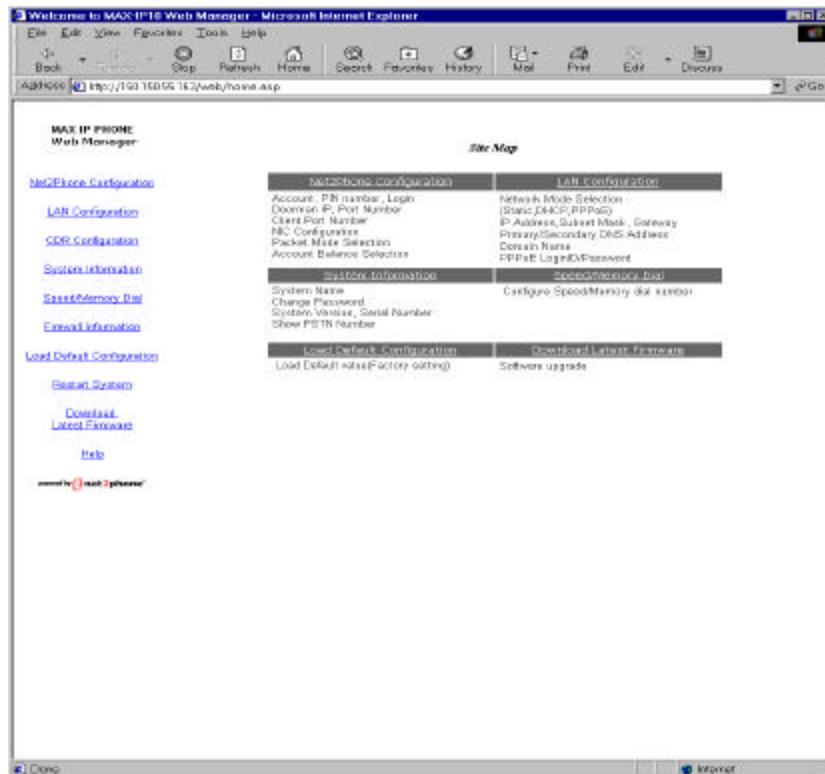 Welcome to MAX-IP10 Web Manager - Microsoft Internet Explorer
File Edit View Favorites Tools Help
Back Stop Refresh Home Search Favorites History Mail Print Edit Discuss
Address /web/home.asp Go
MAX IP PHONE
Web Manager
Net2Phone Configuration
LAN Configuration
CDR Configuration
System Information
Speed/Memory Dial
Firewall Information
Load Default Configuration
Restart System
Download
Latest Firmware
Help
powered by net2phone
Site Map
Net2Phone Configuration
Account, PIN number, Login
Doorman IP, Port Number
Client Port Number
NIC Configuration
Packet Mode Selection
Account Balance Selection
LAN Configuration
Network Mode Selection
(Static,DHCP,PPPoE)
IP Address,Subnet Mask, Gateway
Primary/Secondary DNS Address
Domain Name
PPPoE LoginID/Password
System Information
System Name
Change Password
System Version, Serial Number
Show PSTN Number
Speed/Memory Dial
Configure Speed/Memory dial number
Load Default Configuration
Load Default value(Factory setting)
Download Latest Firmware
Software upgrade
Done
Internet